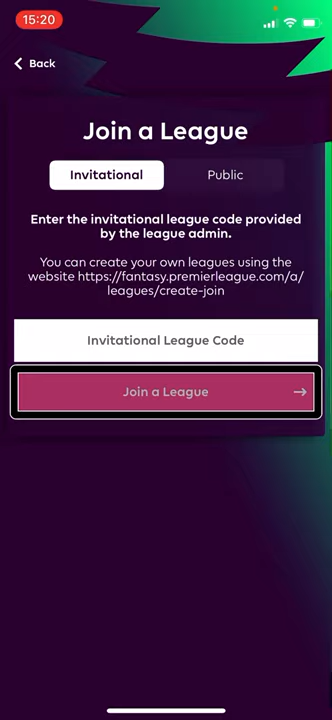 15:20
Back
Join a League
Invitational
Public
Enter the invitational league code provided
by the league admin.
You can create your own leagues using the
website https://fantasy.premierleague.com/a/
leagues/create-join
Invitational League Code
Join a League